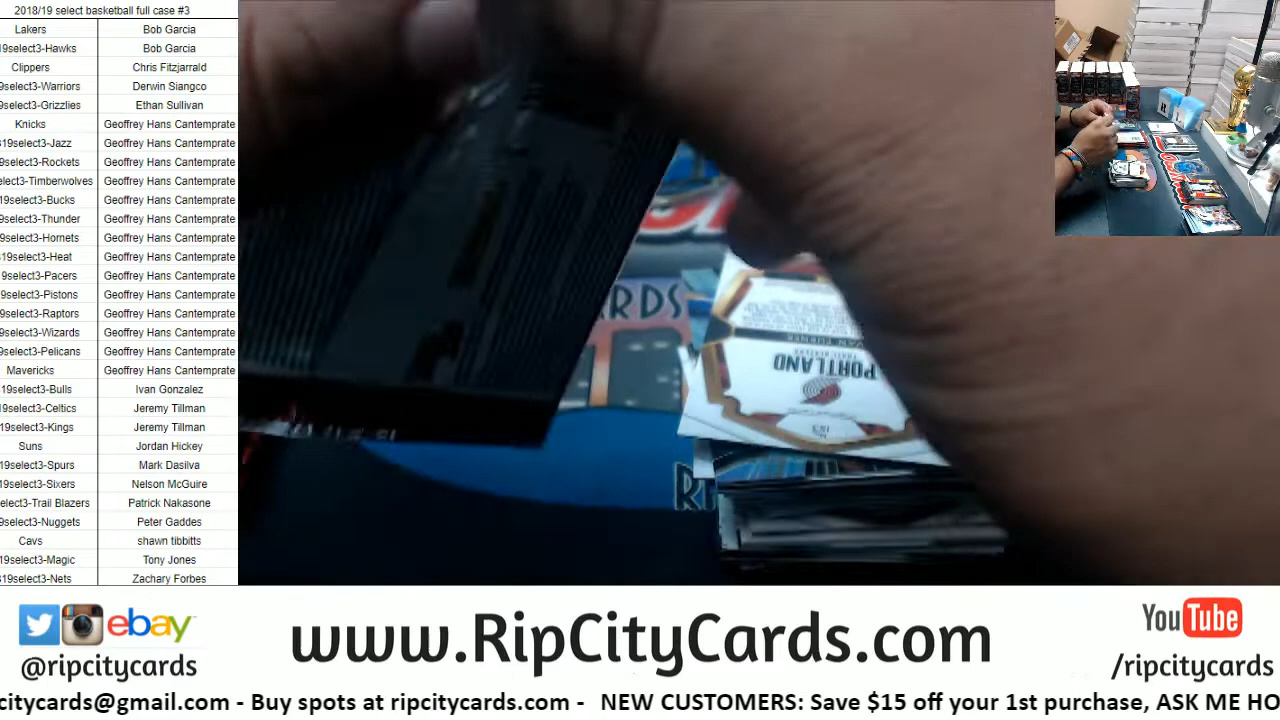 2018/19 select basketball full case #3
Lakers Bob Garcia
19select3-Hawks Bob Garcia
Clippers Chris Fitzjarrald
9select3-Warriors Derwin Siangco
9select3-Grizzlies Ethan Sullivan
Knicks Geoffrey Hans Cantemprate
19select3-Jazz Geoffrey Hans Cantemprate
19select3-Rockets Geoffrey Hans Cantemprate
elect3-Timberwolves Geoffrey Hans Cantemprate
19select3-Bucks Geoffrey Hans Cantemprate
9select3-Thunder Geoffrey Hans Cantemprate
9select3-Hornets Geoffrey Hans Cantemprate
19select3-Heat Geoffrey Hans Cantemprate
19select3-Pacers Geoffrey Hans Cantemprate
19select3-Pistons Geoffrey Hans Cantemprate
9select3-Raptors Geoffrey Hans Cantemprate
9select3-Wizards Geoffrey Hans Cantemprate
9select3-Pelicans Geoffrey Hans Cantemprate
Mavericks Geoffrey Hans Cantemprate
19select3-Bulls Ivan Gonzalez
19select3-Celtics Jeremy Tillman
19select3-Kings Jeremy Tillman
Suns Jordan Hickey
19select3-Spurs Mark Dasilva
19select3-Sixers Nelson McGuire
elect3-Trail Blazers Patrick Nakasone
9select3-Nuggets Peter Gaddes
Cavs shawn tibbitts
19select3-Magic Tony Jones
19select3-Nets Zachary Forbes
ARDS
VAN TURNER
PORTLAND
TRAIL BLAZERS
R
ebay
@ripcitycards
www.RipCityCards.com
YouTube
/ripcitycards
citycards@gmail.com - Buy spots at ripcitycards.com - NEW CUSTOMERS: Save $15 off your 1st purchase, ASK ME HO